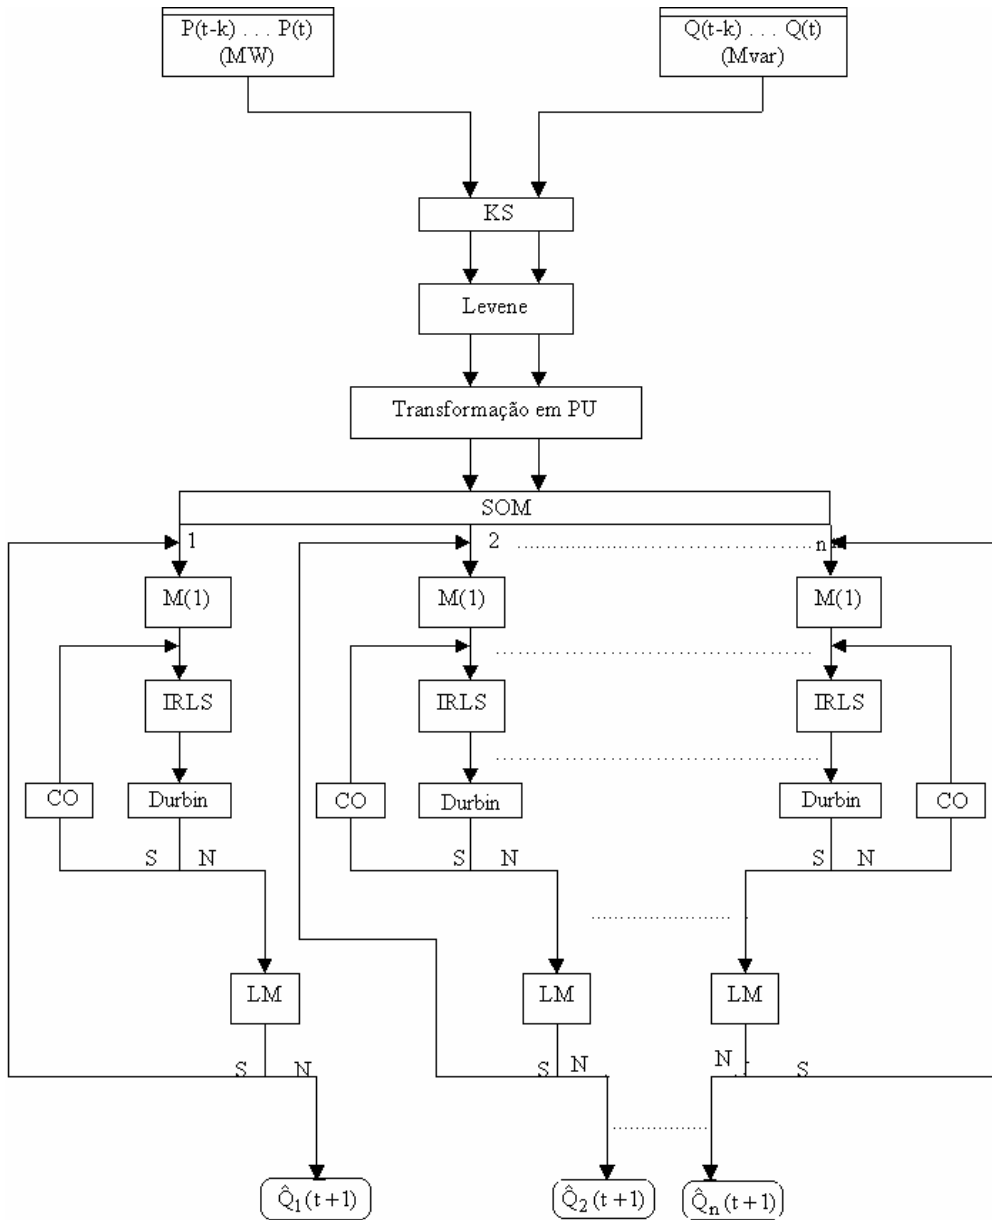 P(t-k) . . . P(t)
(MW)
Q(t-k) . . . Q(t)
(Mvar)
KS
Levene
Transformação em PU
SOM
1
2
n
M(1)
M(1)
M(1)
IRLS
IRLS
IRLS
CO
Durbin
CO
Durbin
Durbin
CO
S N
S N
S N
LM
LM
LM
S N
S N
N S
Q̂₁(t+1)
Q̂₂(t+1)
Q̂ₙ(t+1)